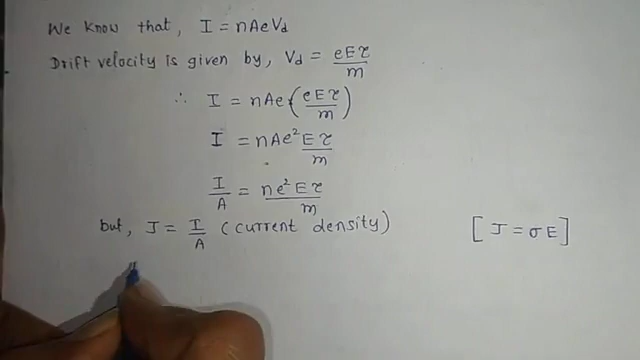 We know that, I = nAeVd
Drift velocity is given by, Vd = eEτ/m
∴ I = nAe(eEτ/m)
I = nAe²Eτ/m
I/A = ne²Eτ/m
but, J = I/A (current density) [J = σE]